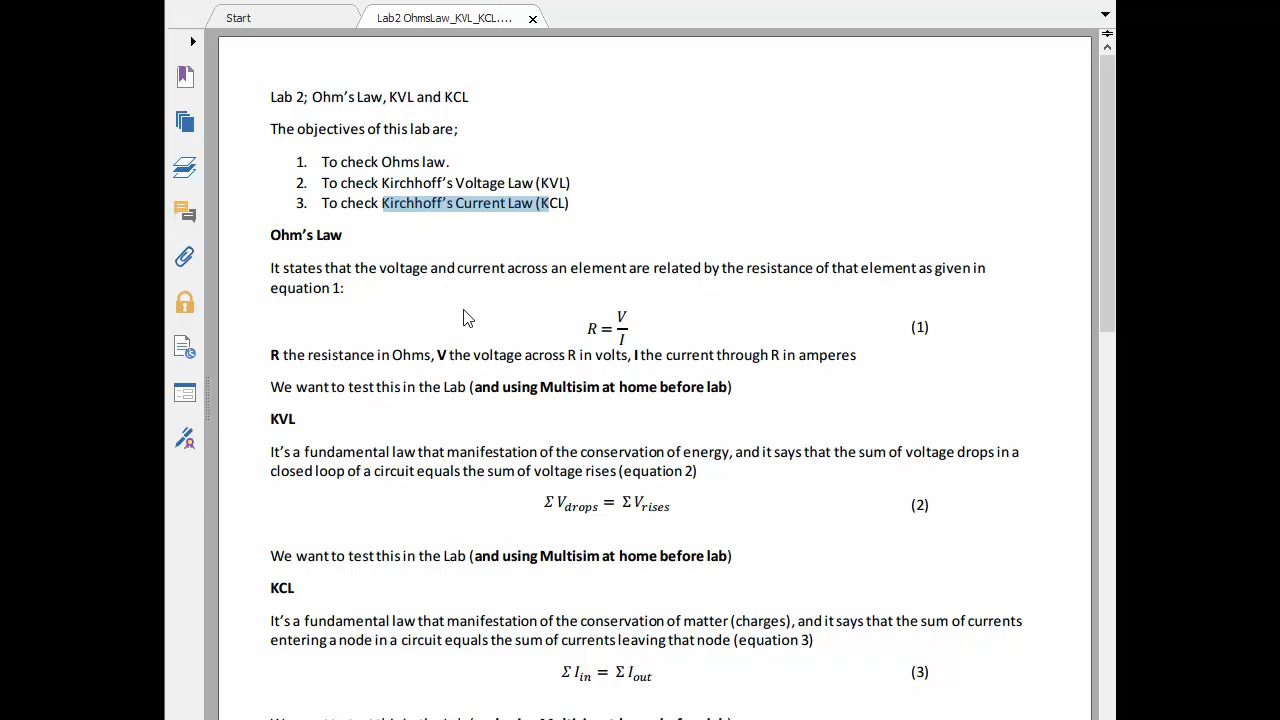 Start
Lab2 OhmsLaw_KVL_KCL....
Lab 2; Ohm's Law, KVL and KCL
The objectives of this lab are;
1. To check Ohms law.
2. To check Kirchhoff's Voltage Law (KVL)
3. To check Kirchhoff's Current Law (KCL)
Ohm's Law
It states that the voltage and current across an element are related by the resistance of that element as given in
equation 1:
R = V/I (1)
R the resistance in Ohms, V the voltage across R in volts, I the current through R in amperes
We want to test this in the Lab (and using Multisim at home before lab)
KVL
It's a fundamental law that manifestation of the conservation of energy, and it says that the sum of voltage drops in a
closed loop of a circuit equals the sum of voltage rises (equation 2)
Σ V_drops = Σ V_rises (2)
We want to test this in the Lab (and using Multisim at home before lab)
KCL
It's a fundamental law that manifestation of the conservation of matter (charges), and it says that the sum of currents
entering a node in a circuit equals the sum of currents leaving that node (equation 3)
Σ I_in = Σ I_out (3)